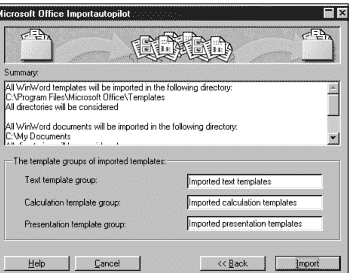 Microsoft Office Importautopilot
Summary:
All WinWord templates will be imported in the following directory:
C:\Program Files\Microsoft Office\Templates
All directories will be considered
All WinWord documents will be imported in the following directory:
C:\My Documents
The template groups of imported templates:
Text template group:
Imported text templates
Calculation template group:
Imported calculation templates
Presentation template group:
Imported presentation templates
Help
Cancel
<< Back
Import